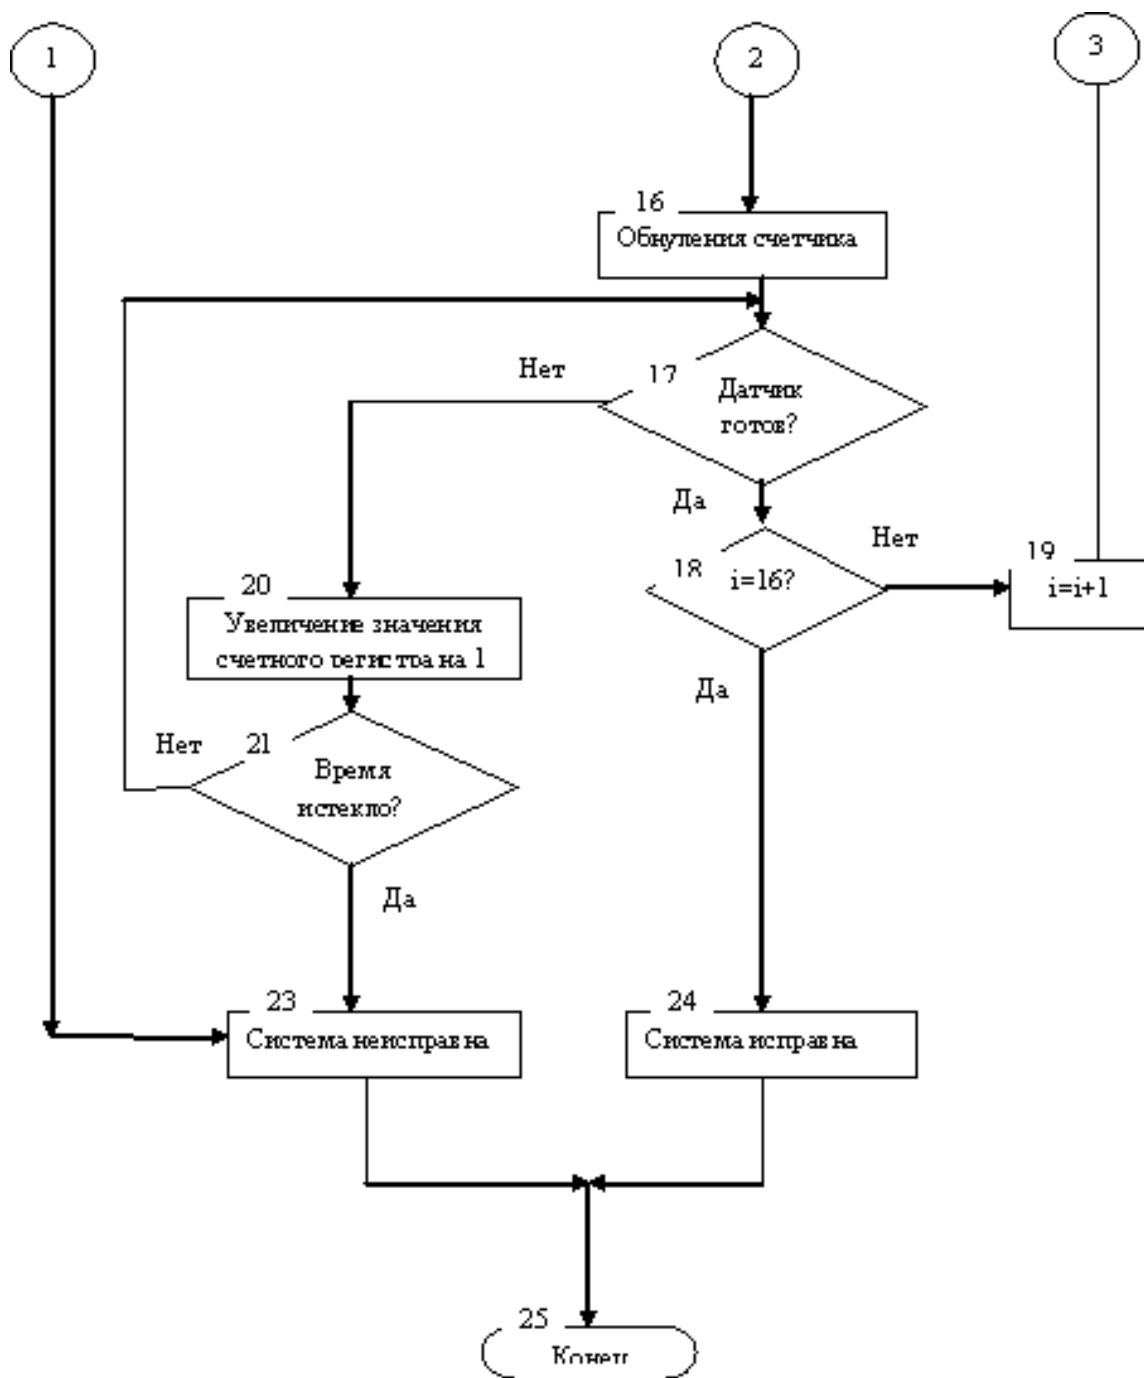 1
2
3
16
Обнуления счетчика
Нет
17
Датчик
готов?
Да
18
i=16?
Нет
19
i=i+1
20
Увеличение значения
счетного регистра на 1
Да
Нет
21
Время
истекло?
Да
23
Система неисправна
24
Система исправна
25
Конец